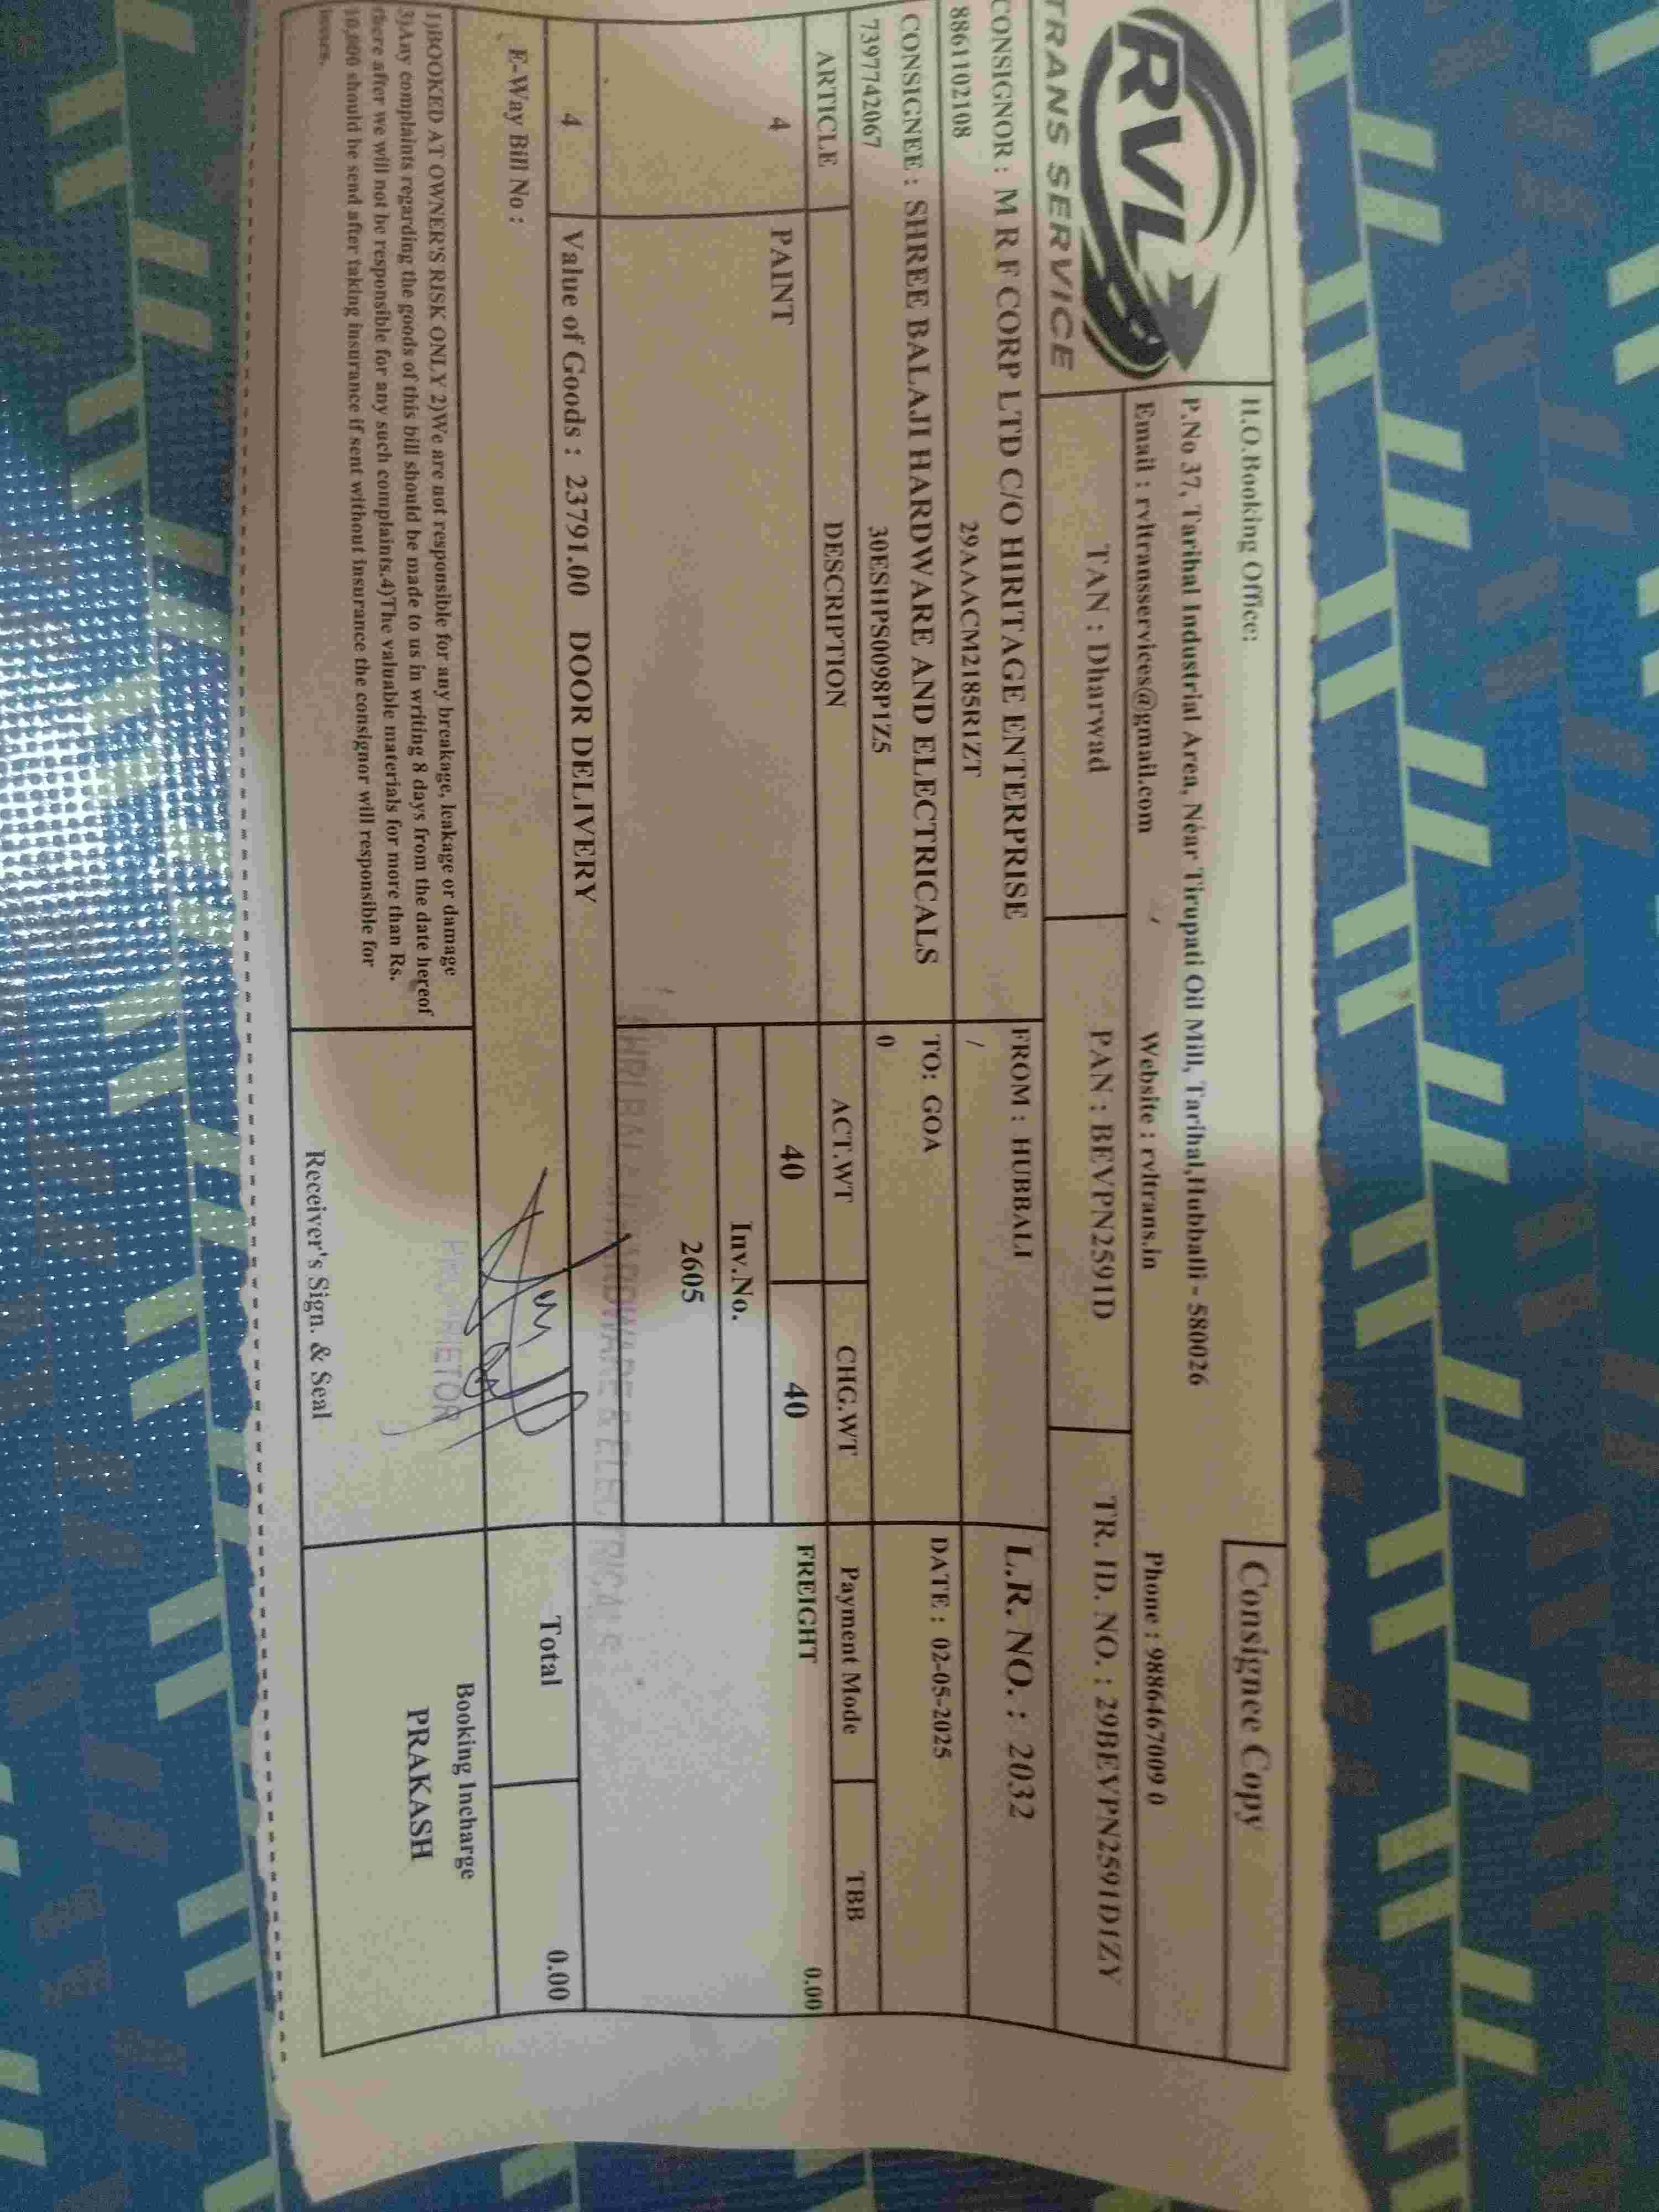 RVL
TRANS SERVICE
Consignee Copy
H.O.Booking Office:
P.No 37, Tarihal Industrial Area, Near Tirupati Oil Mill, Tarihal,Hubballi - 580026
Email : rvltransservices@gmail.com Website : rvltrans.in Phone : 9886467009 0
TAN : Dharwad PAN : BEVPN2591D TR. ID. NO. : 29BEVPN2591D1ZY
CONSIGNOR : M R F CORP LTD C/O HIRITAGE ENTERPRISE FROM : HUBBALI L.R. NO. : 2032
8861102108 29AAACM2185R1ZT /
CONSIGNEE : SHREE BALAJI HARDWARE AND ELECTRICALS TO: GOA DATE : 02-05-2025
7397742067 30ESHPS0098P1Z5 0
ARTICLE DESCRIPTION ACT.WT CHG.WT Payment Mode TBB
4 PAINT 40 40 FREIGHT 0.00
Inv.No.
2605
SHRI BALAJI HARDWARE & ELECTRICALS
4 Value of Goods : 23791.00 DOOR DELIVERY Total 0.00
E-Way Bill No :
PROPRIETOR
1)BOOKED AT OWNER'S RISK ONLY 2)We are not responsible for any breakage, leakage or damage
3)Any complaints regarding the goods of this bill should be made to us in writing 8 days from the date hereof
there after we will not be responsible for any such complaints.4)The valuable materials for more than Rs.
10,000 should be send after taking insurance if sent without insurance the consignor will responsible for
issues.
Receiver's Sign. & Seal
Booking Incharge
PRAKASH